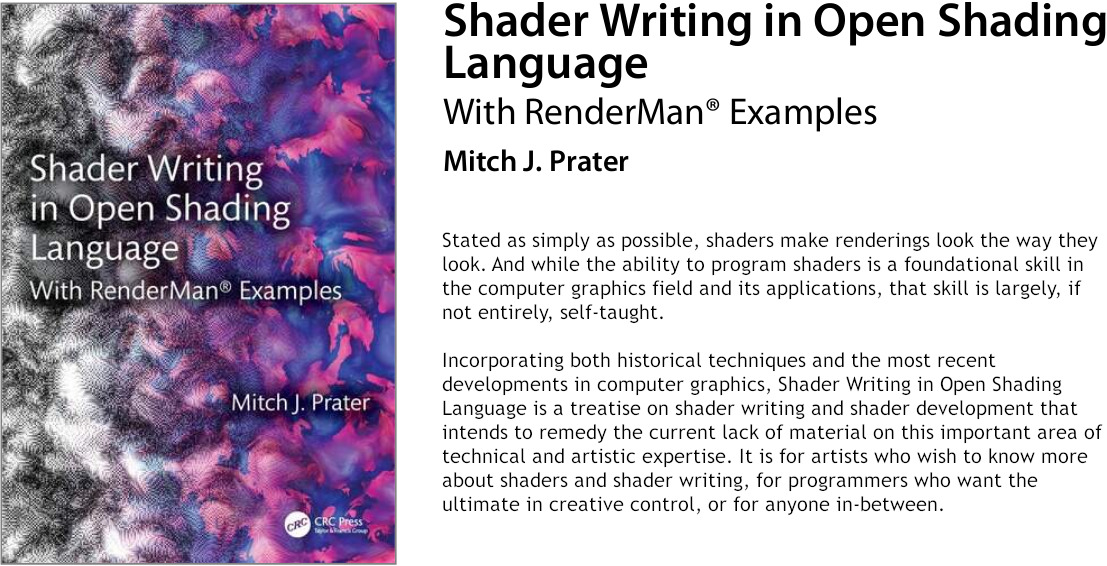 Shader Writing
in Open Shading
Language
With RenderMan® Examples
Mitch J. Prater
CRC
CRC Press
Taylor & Francis Group
Shader Writing in Open Shading
Language
With RenderMan® Examples
Mitch J. Prater
Stated as simply as possible, shaders make renderings look the way they
look. And while the ability to program shaders is a foundational skill in
the computer graphics field and its applications, that skill is largely, if
not entirely, self-taught.
Incorporating both historical techniques and the most recent
developments in computer graphics, Shader Writing in Open Shading
Language is a treatise on shader writing and shader development that
intends to remedy the current lack of material on this important area of
technical and artistic expertise. It is for artists who wish to know more
about shaders and shader writing, for programmers who want the
ultimate in creative control, or for anyone in-between.